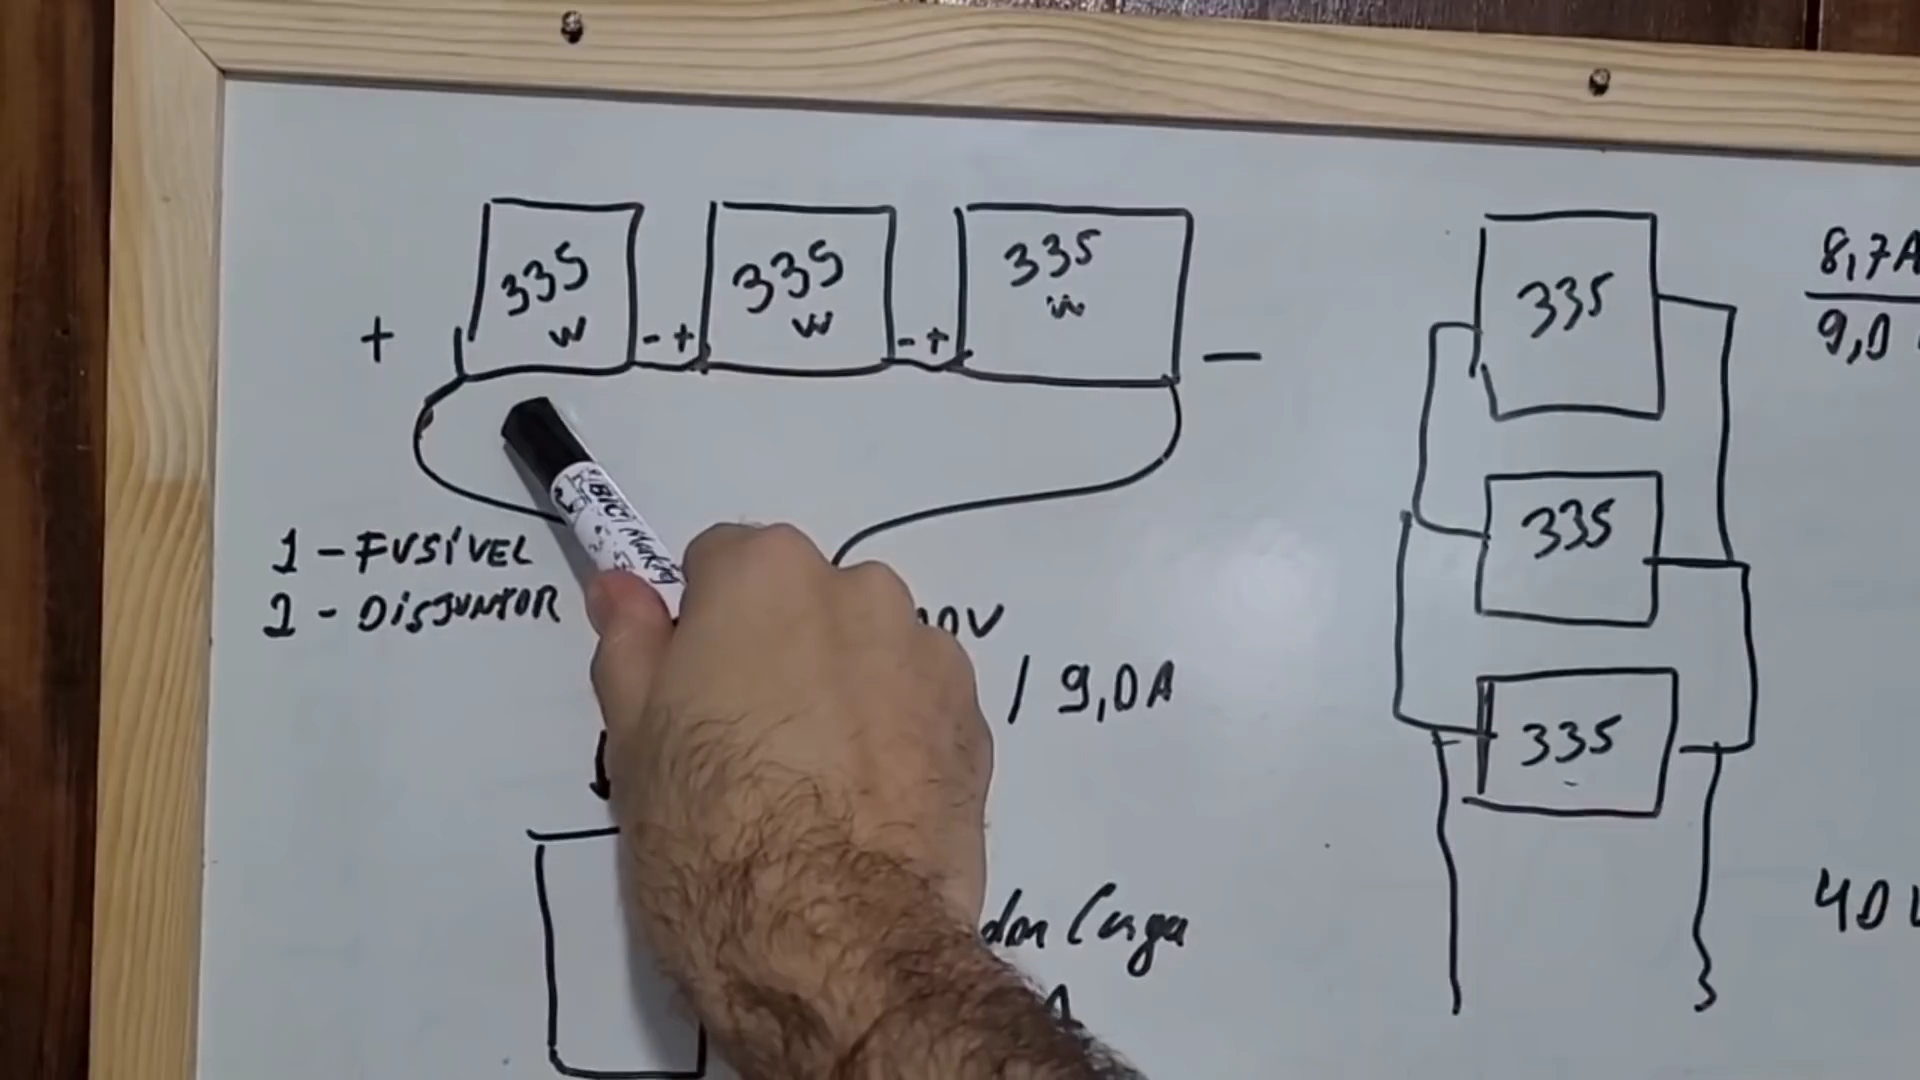 335
W
335
W
335
W
+
- +
- +
—
1 - FUSÍVEL
2 - DISJUNTOR
/ 9,0A
335
335
335
8,7A
9,0
40